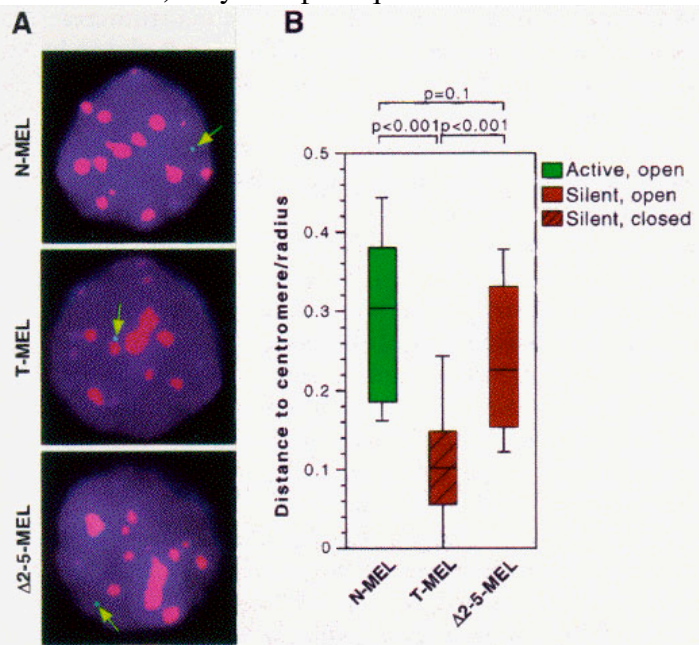 A
B
N-MEL
T-MEL
Δ2-5-MEL
p=0.1
p<0.001 p<0.001
Distance to centromere/radius
0.5
0.4
0.3
0.2
0.1
0
N-MEL
T-MEL
Δ2-5-MEL
Active, open
Silent, open
Silent, closed